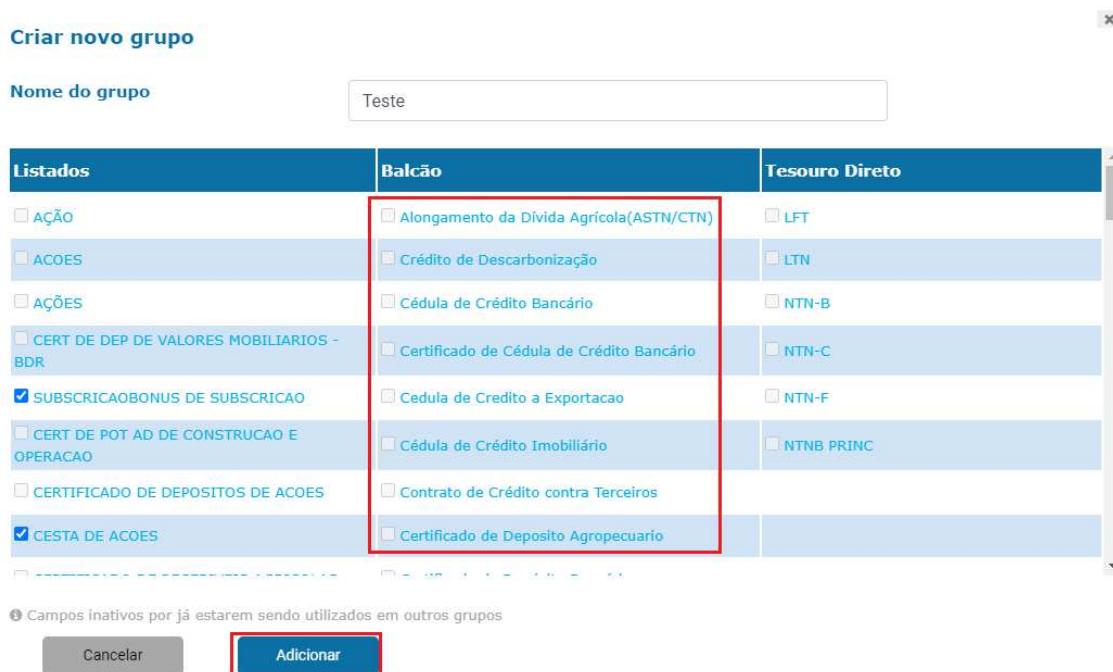 Criar novo grupo
Nome do grupo
Teste
Listados Balcão Tesouro Direto
AÇÃO Alongamento da Dívida Agrícola(ASTN/CTN) LFT
ACOES Crédito de Descarbonização LTN
AÇÕES Cédula de Crédito Bancário NTN-B
CERT DE DEP DE VALORES MOBILIARIOS -
BDR Certificado de Cédula de Crédito Bancário NTN-C
SUBSCRICAOBONUS DE SUBSCRICAO Cedula de Credito a Exportacao NTN-F
CERT DE POT AD DE CONSTRUCAO E
OPERACAO Cédula de Crédito Imobiliário NTNB PRINC
CERTIFICADO DE DEPOSITOS DE ACOES Contrato de Crédito contra Terceiros
CESTA DE ACOES Certificado de Deposito Agropecuario
Campos inativos por já estarem sendo utilizados em outros grupos
Cancelar Adicionar